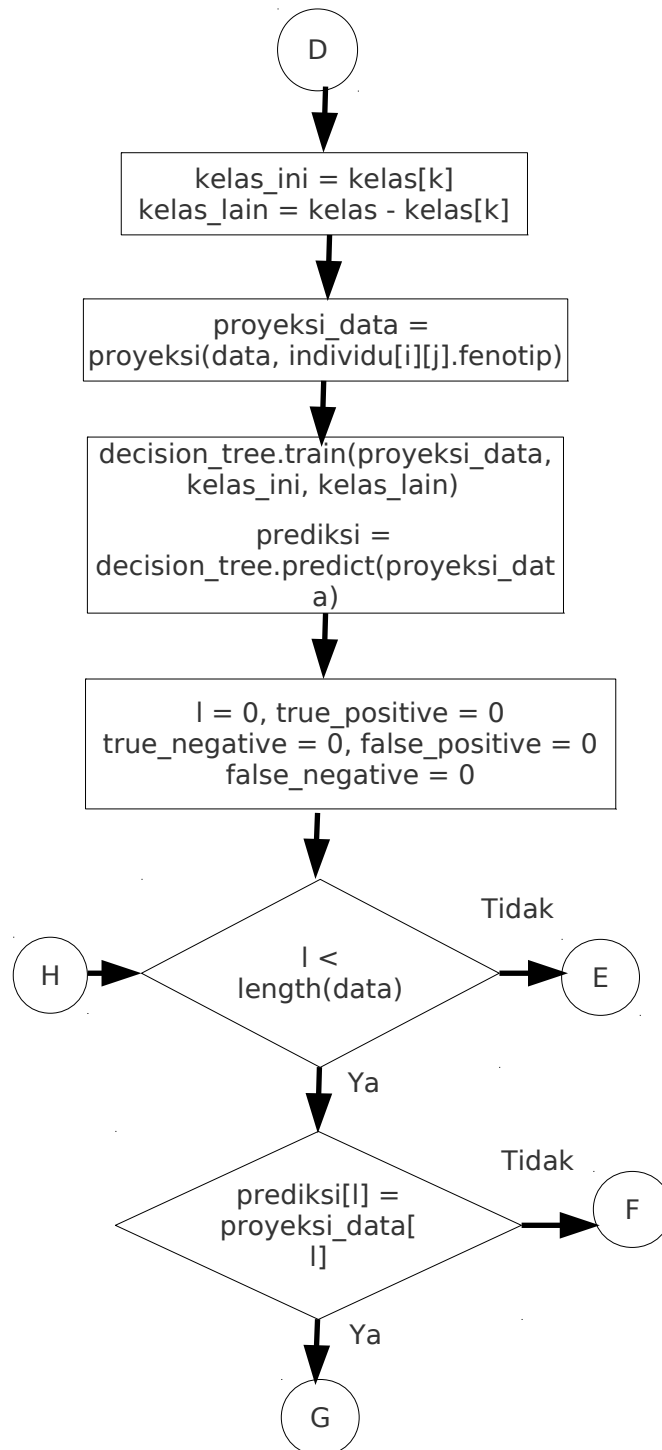 D
kelas_ini = kelas[k]
kelas_lain = kelas - kelas[k]
proyeksi_data =
proyeksi(data, individu[i][j].fenotip)
decision_tree.train(proyeksi_data,
kelas_ini, kelas_lain)
prediksi =
decision_tree.predict(proyeksi_dat
a)
l = 0, true_positive = 0
true_negative = 0, false_positive = 0
false_negative = 0
Tidak
H
l <
length(data)
E
Ya
Tidak
prediksi[l] =
proyeksi_data[
l]
F
Ya
G